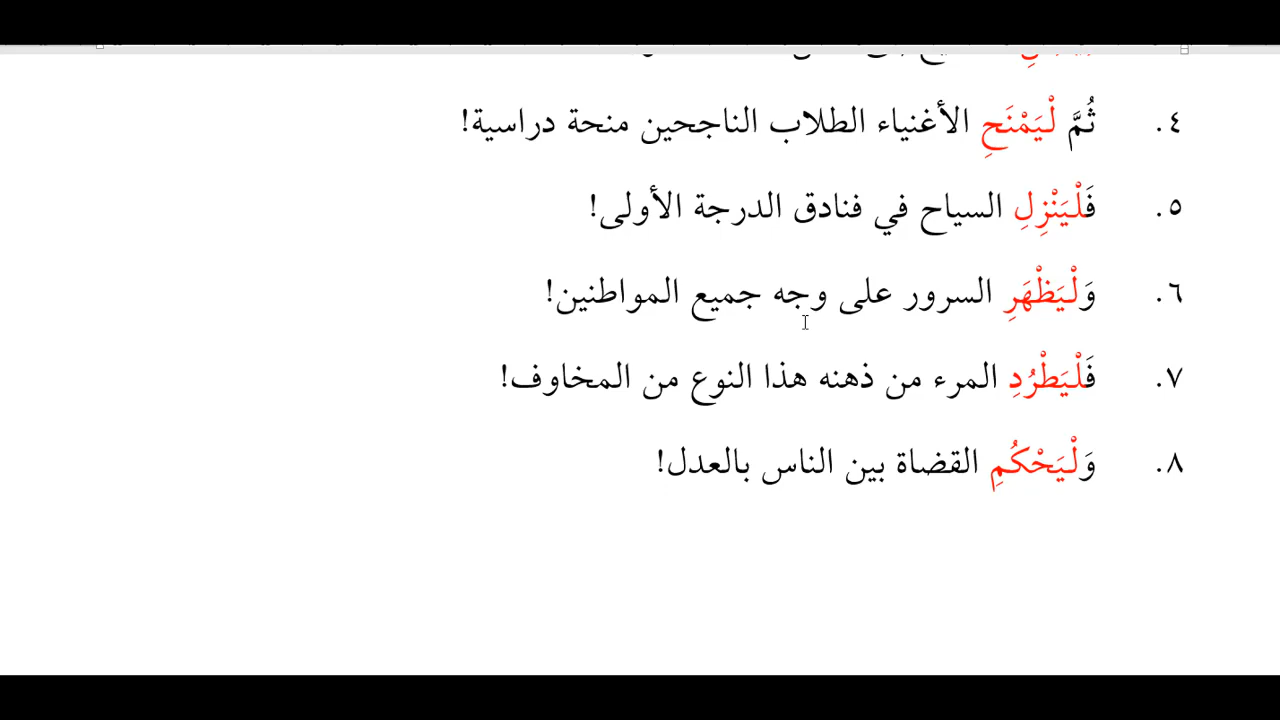 ٤. ثُمَّ لْيَمْنَحِ الأغنياء الطلاب الناجحين منحة دراسية!
٥. فَلْيَنْزِلِ السياح في فنادق الدرجة الأولى!
٦. وَلْيَظْهَرِ السرور على وجه جميع المواطنين!
٧. فَلْيَطْرُدِ المرء من ذهنه هذا النوع من المخاوف!
٨. وَلْيَحْكُمِ القضاة بين الناس بالعدل!